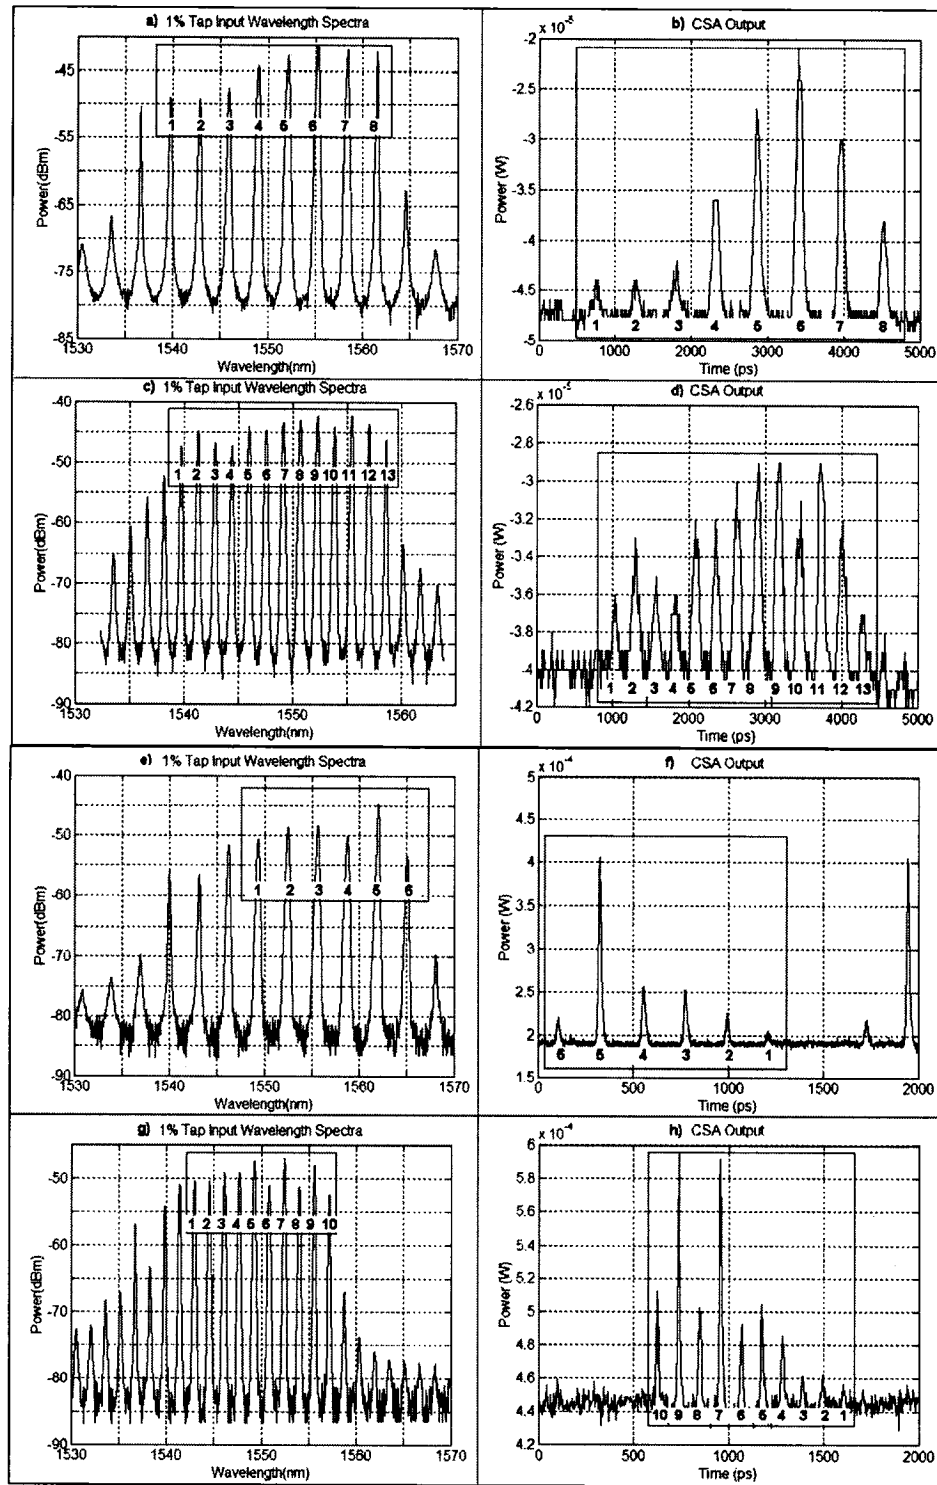 a) 1% Tap Input Wavelength Spectra
-45
-55
-65
-75
-85
Power(dBm)
1 2 3 4 5 6 7 8
1530 1540 1550 1560 1570
Wavelength(nm)
b) CSA Output
x 10⁻⁵
-2
-2.5
-3
-3.5
-4
-4.5
-5
Power (W)
1 2 3 4 5 6 7 8
0 1000 2000 3000 4000 5000
Time (ps)
c) 1% Tap Input Wavelength Spectra
-40
-50
-60
-70
-80
-90
Power(dBm)
1 2 3 4 5 6 7 8 9 10 11 12 13
1530 1540 1550 1560
Wavelength(nm)
d) CSA Output
x 10⁻⁵
-2.6
-2.8
-3
-3.2
-3.4
-3.6
-3.8
-4
-4.2
Power (W)
1 2 3 4 5 6 7 8 9 10 11 12 13
0 1000 2000 3000 4000 5000
Time (ps)
e) 1% Tap Input Wavelength Spectra
-40
-50
-60
-70
-80
-90
Power(dBm)
1 2 3 4 5 6
1530 1540 1550 1560 1570
Wavelength(nm)
f) CSA Output
x 10⁻⁴
5
4.5
4
3.5
3
2.5
2
1.5
Power (W)
6 5 4 3 2 1
0 500 1000 1500 2000
Time (ps)
g) 1% Tap Input Wavelength Spectra
-50
-60
-70
-80
-90
Power(dBm)
1 2 3 4 5 6 7 8 9 10
1530 1540 1550 1560 1570
Wavelength(nm)
h) CSA Output
x 10⁻⁴
6
5.8
5.6
5.4
5.2
5
4.8
4.6
4.4
4.2
Power (W)
10 9 8 7 6 5 4 3 2 1
0 500 1000 1500 2000
Time (ps)